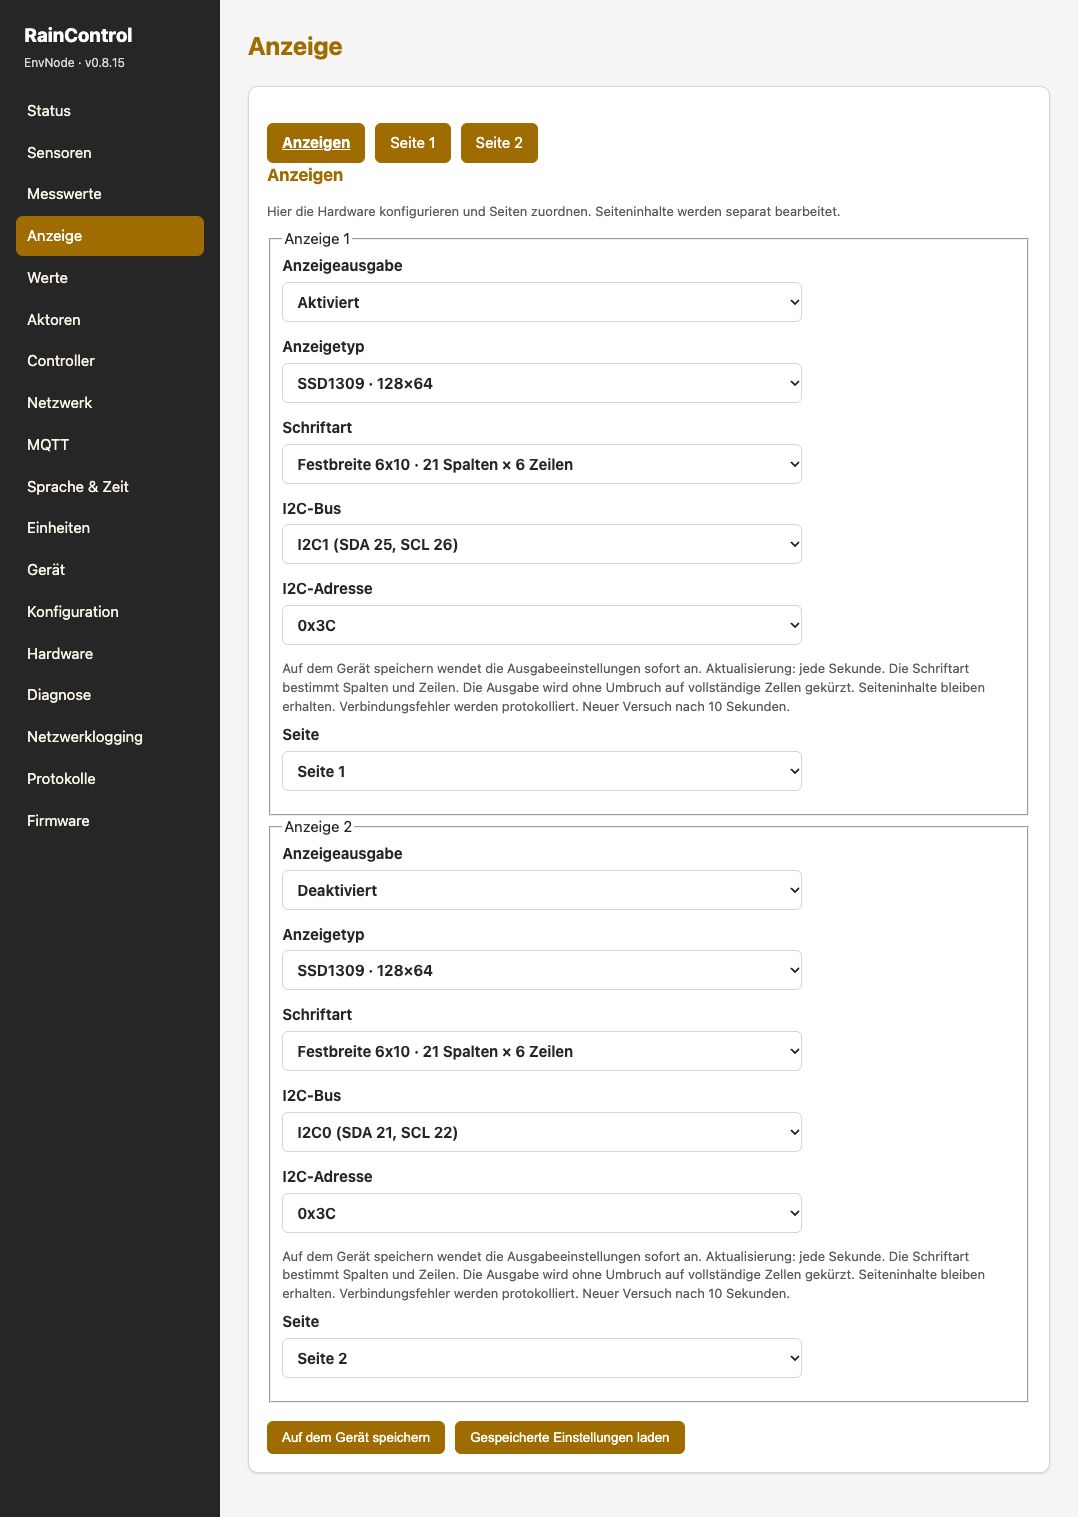 RainControl
EnvNode · v0.8.15
Status
Sensoren
Messwerte
Anzeige
Werte
Aktoren
Controller
Netzwerk
MQTT
Sprache & Zeit
Einheiten
Gerät
Konfiguration
Hardware
Diagnose
Netzwerklogging
Protokolle
Firmware
Anzeige
Anzeigen Seite 1 Seite 2
Anzeigen
Hier die Hardware konfigurieren und Seiten zuordnen. Seiteninhalte werden separat bearbeitet.
Anzeige 1
Anzeigeausgabe
Aktiviert
Anzeigetyp
SSD1309 · 128×64
Schriftart
Festbreite 6x10 · 21 Spalten × 6 Zeilen
I2C-Bus
I2C1 (SDA 25, SCL 26)
I2C-Adresse
0x3C
Auf dem Gerät speichern wendet die Ausgabeeinstellungen sofort an. Aktualisierung: jede Sekunde. Die Schriftart
bestimmt Spalten und Zeilen. Die Ausgabe wird ohne Umbruch auf vollständige Zellen gekürzt. Seiteninhalte bleiben
erhalten. Verbindungsfehler werden protokolliert. Neuer Versuch nach 10 Sekunden.
Seite
Seite 1
Anzeige 2
Anzeigeausgabe
Deaktiviert
Anzeigetyp
SSD1309 · 128×64
Schriftart
Festbreite 6x10 · 21 Spalten × 6 Zeilen
I2C-Bus
I2C0 (SDA 21, SCL 22)
I2C-Adresse
0x3C
Auf dem Gerät speichern wendet die Ausgabeeinstellungen sofort an. Aktualisierung: jede Sekunde. Die Schriftart
bestimmt Spalten und Zeilen. Die Ausgabe wird ohne Umbruch auf vollständige Zellen gekürzt. Seiteninhalte bleiben
erhalten. Verbindungsfehler werden protokolliert. Neuer Versuch nach 10 Sekunden.
Seite
Seite 2
Auf dem Gerät speichern Gespeicherte Einstellungen laden